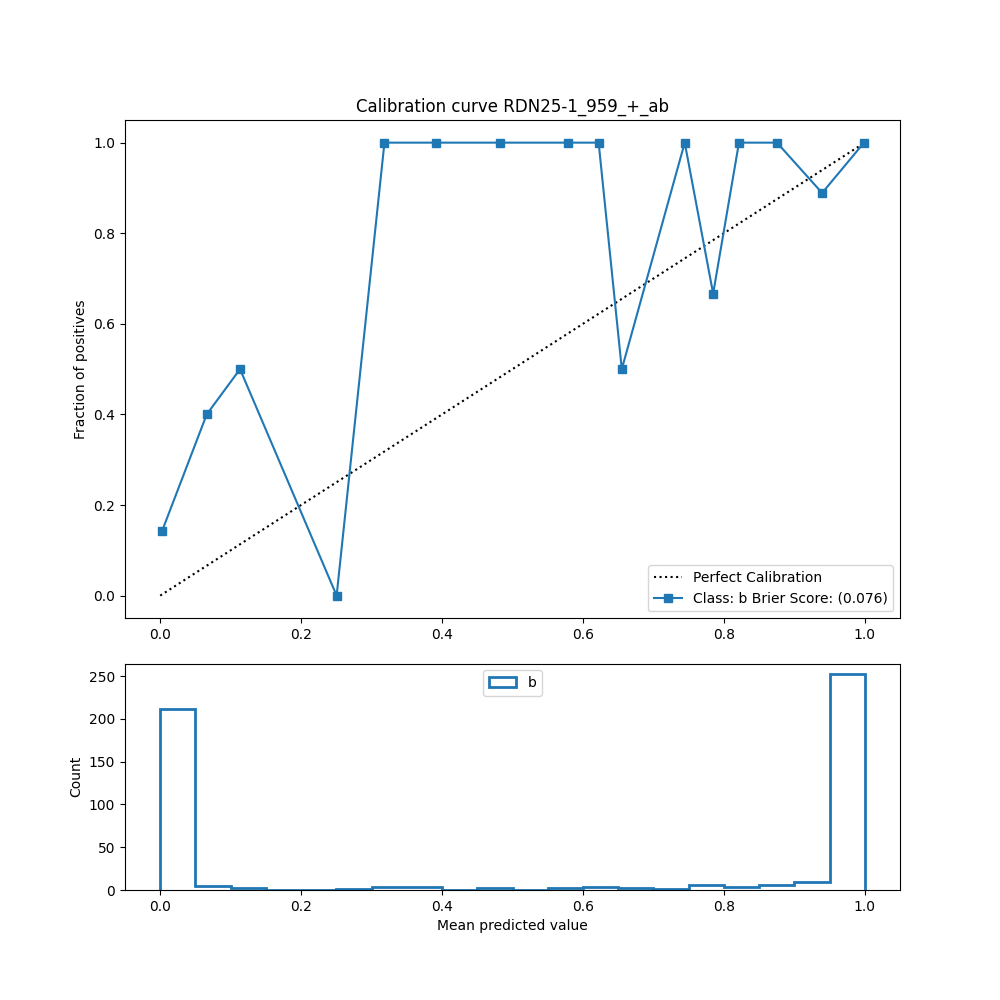 Calibration curve RDN25-1_959_+_ab
1.0
0.8
0.6
0.4
0.2
0.0
Fraction of positives
Perfect Calibration
Class: b Brier Score: (0.076)
0.0 0.2 0.4 0.6 0.8 1.0
b
250
200
150
100
50
0
Count
0.0 0.2 0.4 0.6 0.8 1.0
Mean predicted value